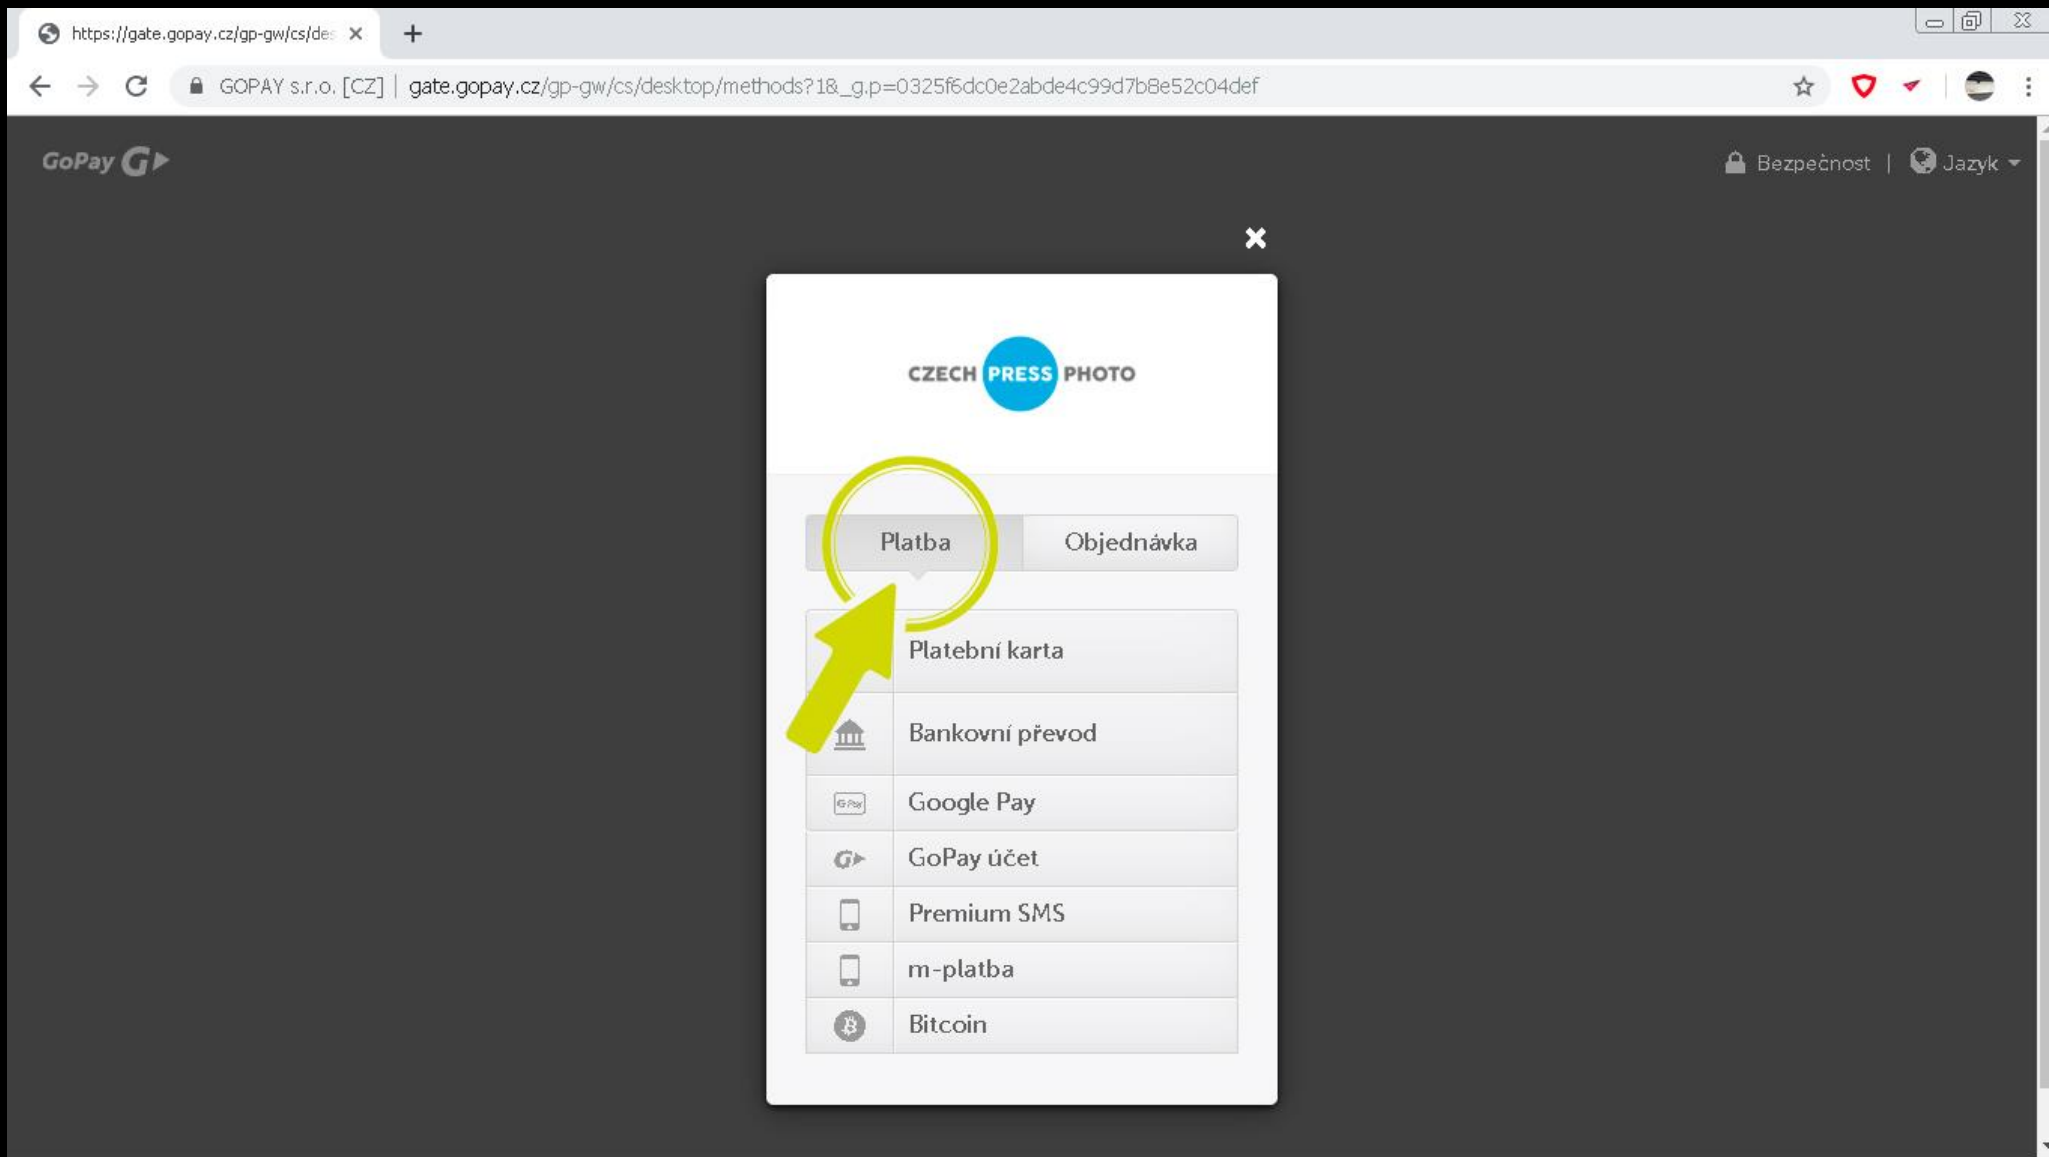 https://gate.gopay.cz/gp-gw/cs/des
GOPAY s.r.o. [CZ] | gate.gopay.cz/gp-gw/cs/desktop/methods?1&_g.p=0325f6dc0e2abde4c99d7b8e52c04def
GoPay G
Bezpečnost | Jazyk
CZECH PRESS PHOTO
Platba Objednávka
Platební karta
Bankovní převod
G Pay Google Pay
G GoPay účet
Premium SMS
m-platba
Bitcoin